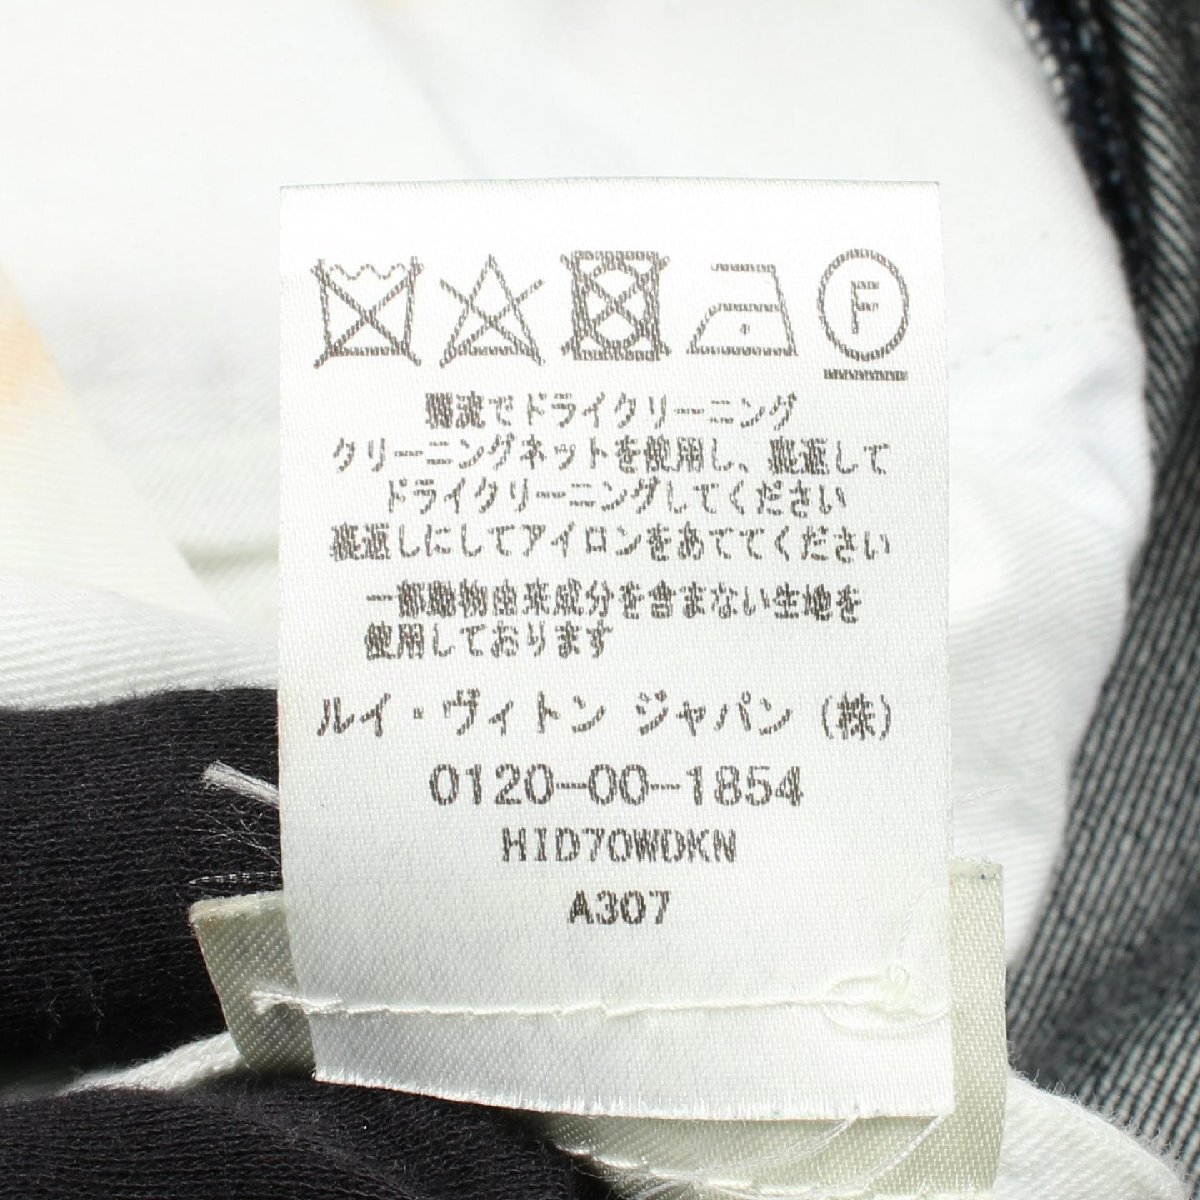 F
弱流でドライクリーニング
クリーニングネットを使用し、裏返して
ドライクリーニングしてください
裏返しにしてアイロンをあててください
一部動物由来成分を含まない生地を
使用しております
ルイ・ヴィトン ジャパン (株)
0120-00-1854
HID70WDKN
A307